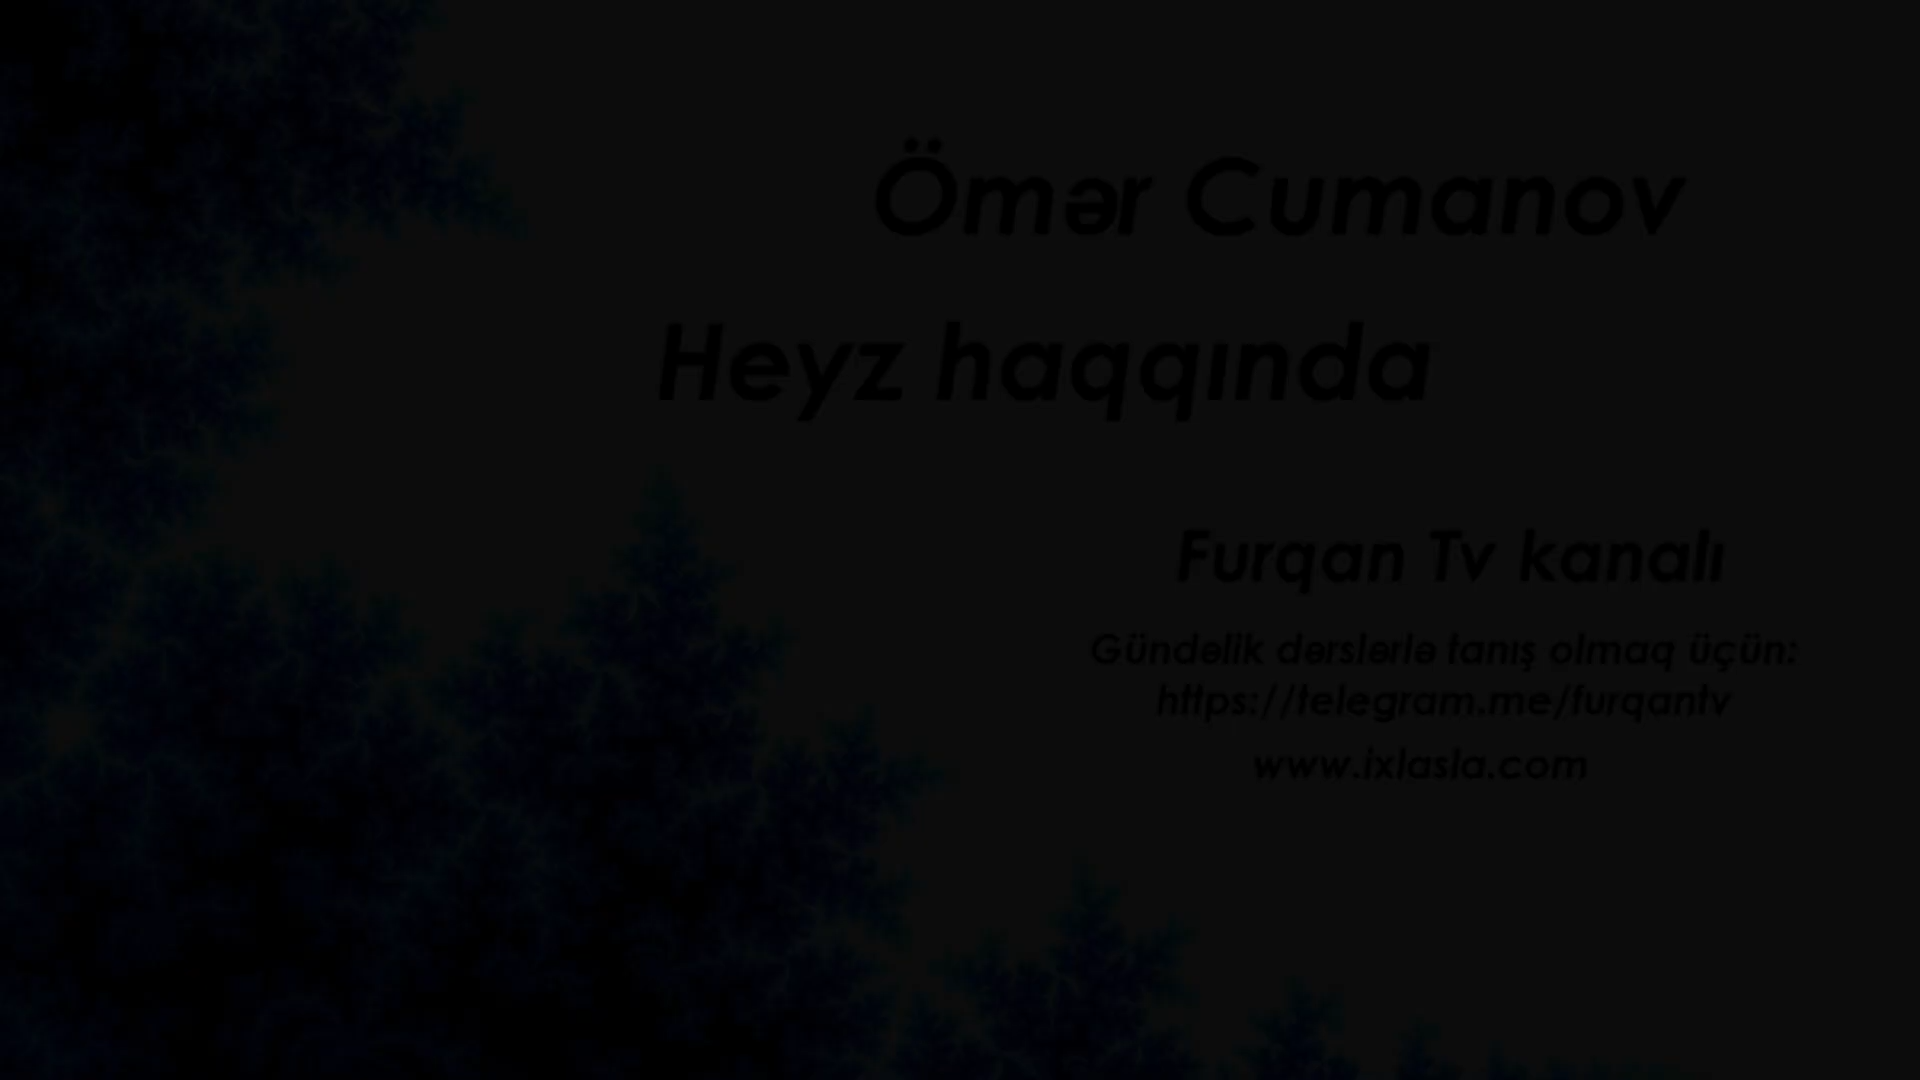 Ömər Cumanov
Heyz haqqında
Furqan Tv kanalı
Gündəlik dərslərlə tanış olmaq üçün:
https://telegram.me/furqantv
www.ixlasla.com